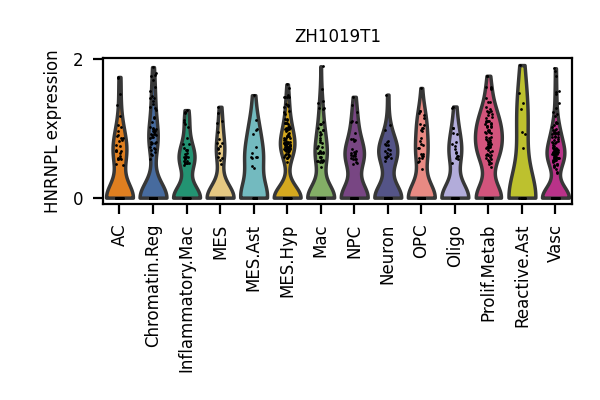 ZH1019T1
HNRNPL expression
2
0
AC
Chromatin.Reg
Inflammatory.Mac
MES
MES.Ast
MES.Hyp
Mac
NPC
Neuron
OPC
Oligo
Prolif.Metab
Reactive.Ast
Vasc